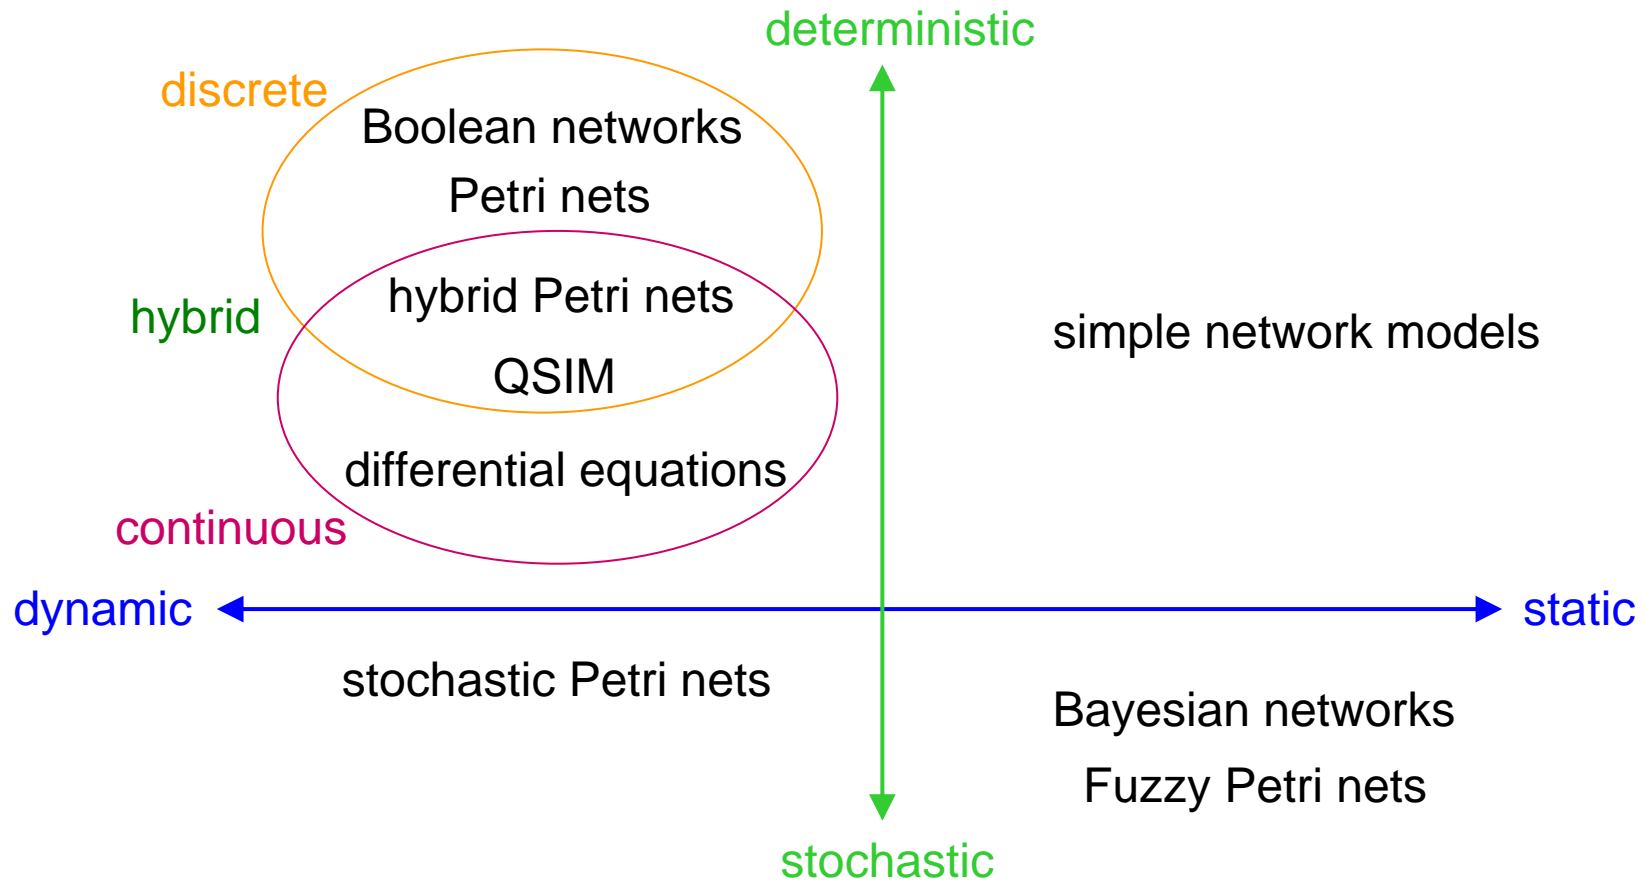 deterministic
discrete
Boolean networks
Petri nets
hybrid Petri nets
hybrid
simple network models
QSIM
differential equations
continuous
dynamic
static
stochastic Petri nets
Bayesian networks
Fuzzy Petri nets
stochastic